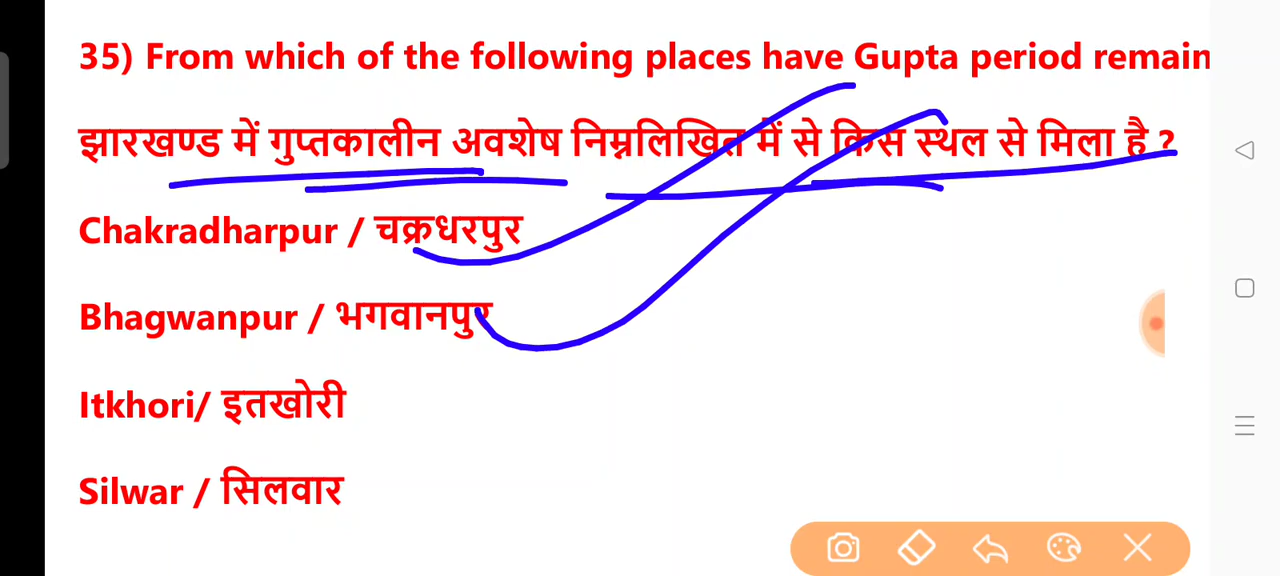 35) From which of the following places have Gupta period remain
झारखण्ड में गुप्तकालीन अवशेष निम्नलिखित में से किस स्थल से मिला है ?
Chakradharpur / चक्रधरपुर
Bhagwanpur / भगवानपुर
Itkhori/ इतखोरी
Silwar / सिलवार